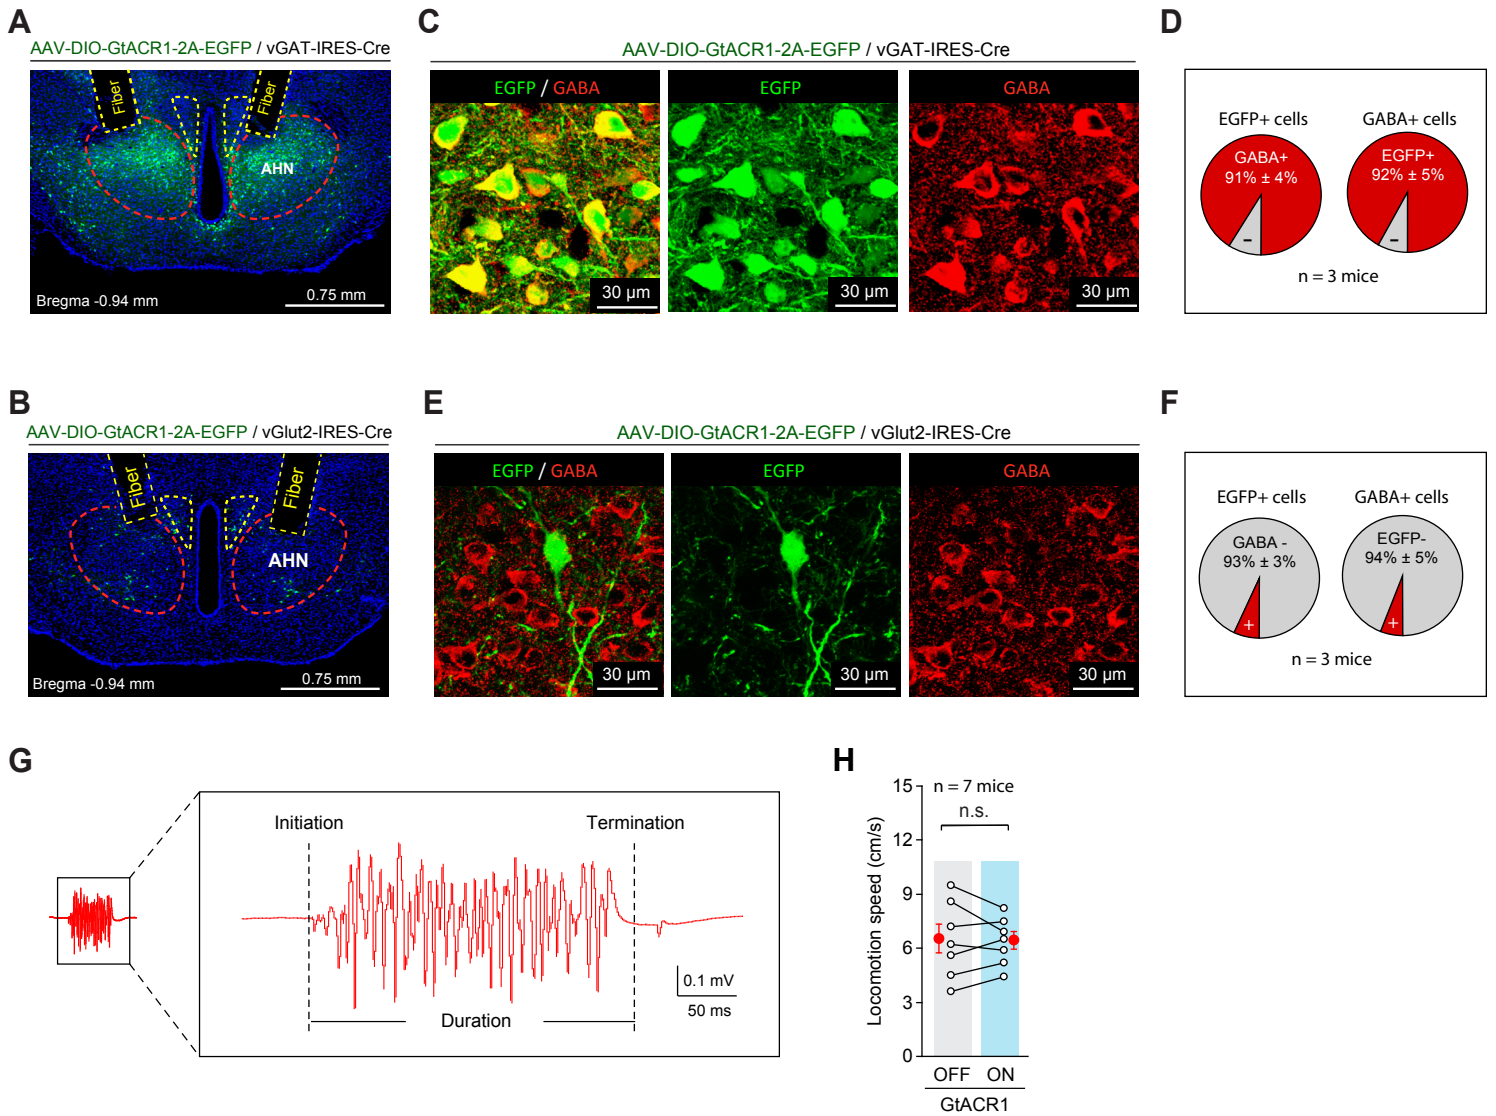 A
AAV-DIO-GtACR1-2A-EGFP / vGAT-IRES-Cre
Fiber
Fiber
AHN
Bregma -0.94 mm
0.75 mm
C
AAV-DIO-GtACR1-2A-EGFP / vGAT-IRES-Cre
EGFP / GABA
EGFP
GABA
30 µm
30 µm
30 µm
D
EGFP+ cells
GABA+ cells
GABA+
91% ± 4%
-
EGFP+
92% ± 5%
-
n = 3 mice
B
AAV-DIO-GtACR1-2A-EGFP / vGlut2-IRES-Cre
Fiber
Fiber
AHN
Bregma -0.94 mm
0.75 mm
E
AAV-DIO-GtACR1-2A-EGFP / vGlut2-IRES-Cre
EGFP / GABA
EGFP
GABA
30 µm
30 µm
30 µm
F
EGFP+ cells
GABA+ cells
GABA -
93% ± 3%
+
EGFP-
94% ± 5%
+
n = 3 mice
G
Initiation
Termination
Duration
0.1 mV
50 ms
H
n = 7 mice
n.s.
Locomotion speed (cm/s)
15
12
9
6
3
0
OFF
ON
GtACR1